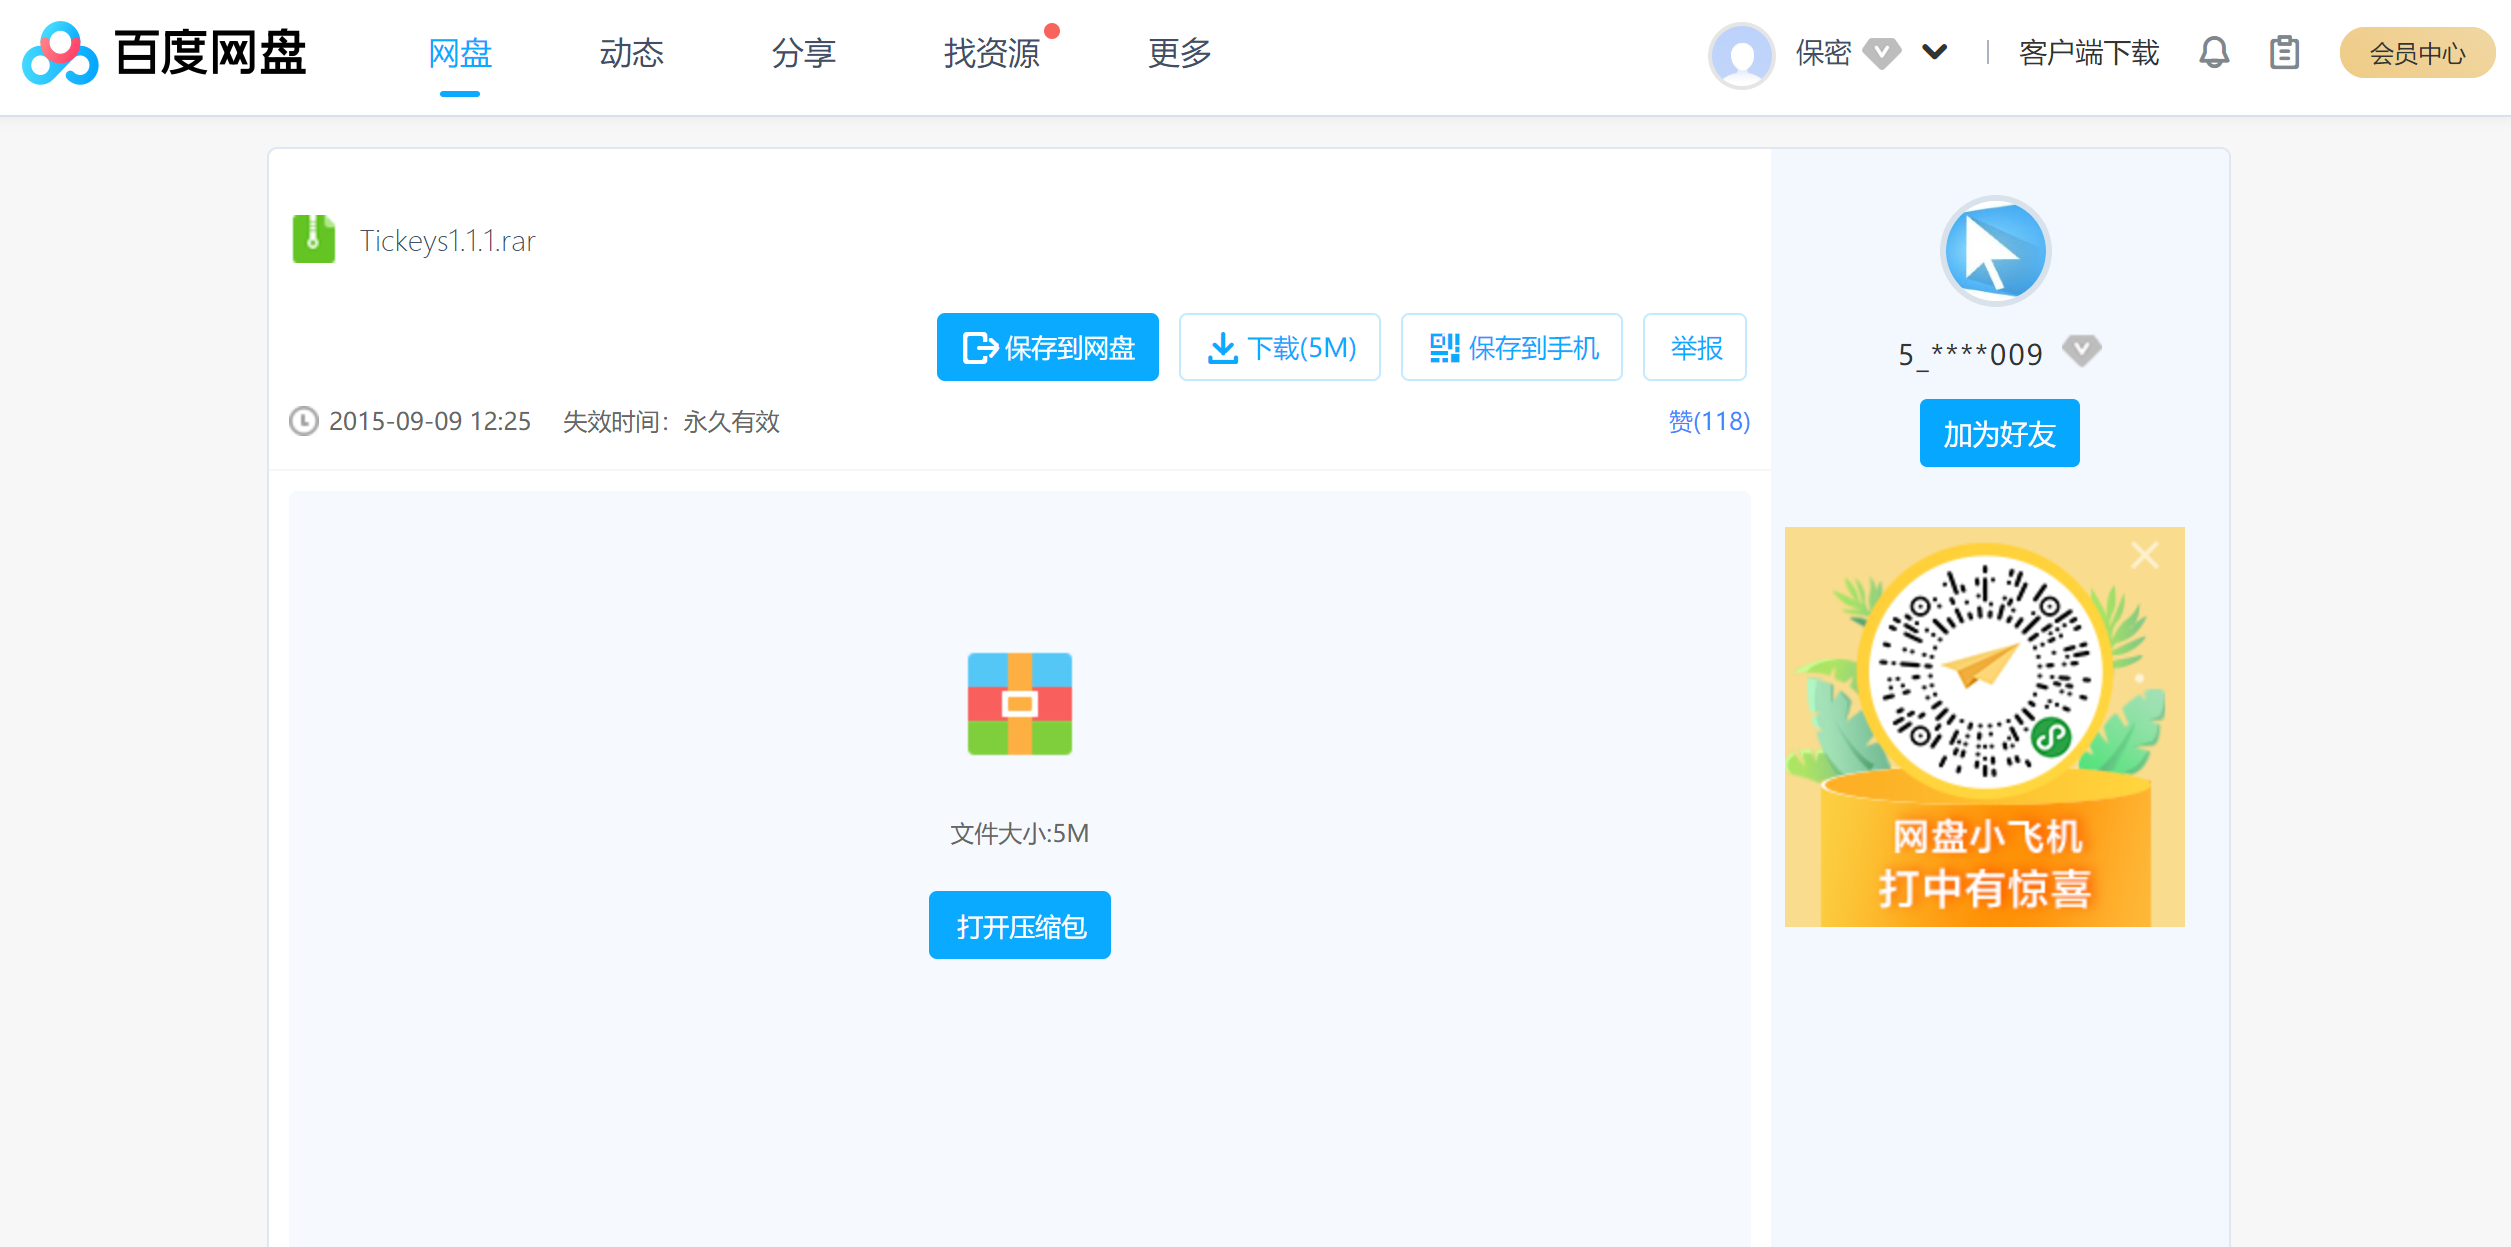 百度网盘
网盘
动态
分享
找资源
更多
保密
客户端下载
会员中心
Tickeys1.1.1.rar
保存到网盘
下载(5M)
保存到手机
举报
2015-09-09 12:25
失效时间：永久有效
赞(118)
文件大小:5M
打开压缩包
5_****009
加为好友
网盘小飞机
打中有惊喜